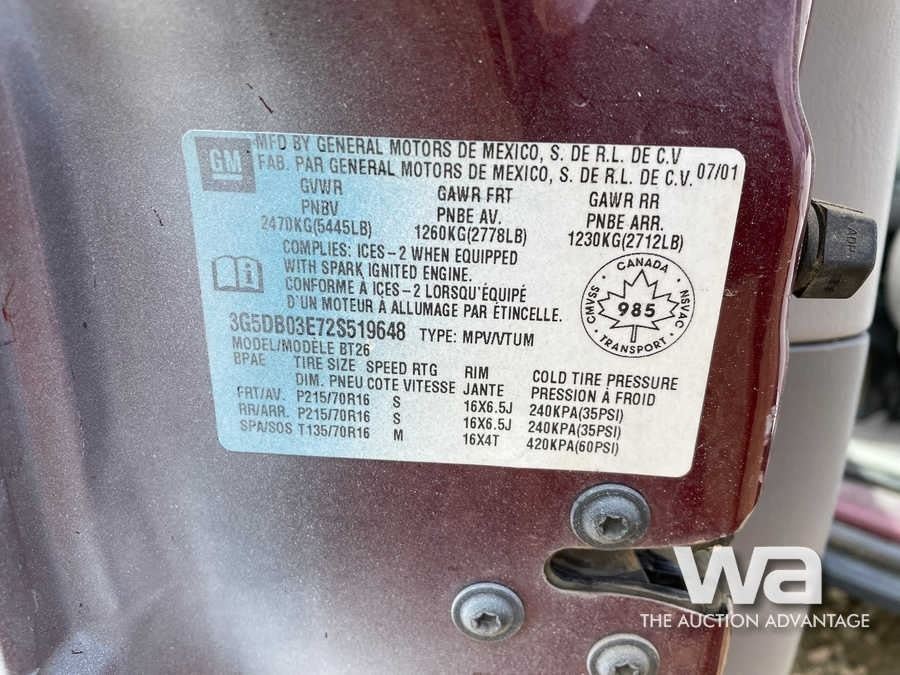 GM
MFD BY GENERAL MOTORS DE MEXICO, S. DE R.L. DE C.V
FAB. PAR GENERAL MOTORS DE MEXICO, S. DE R.L. DE C.V. 07/01
GVWR GAWR FRT GAWR RR
PNBV PNBE AV. PNBE ARR.
2470KG(5445LB) 1260KG(2778LB) 1230KG(2712LB)
COMPLIES: ICES-2 WHEN EQUIPPED
WITH SPARK IGNITED ENGINE.
CONFORME À ICES-2 LORSQU'ÉQUIPÉ
D'UN MOTEUR À ALLUMAGE PAR ÉTINCELLE.
CANADA
CMVSS 985 NSVAC
TRANSPORT
3G5DB03E72S519648 TYPE: MPV/VTUM
MODEL/MODÈLE BT26
BPAE TIRE SIZE SPEED RTG RIM COLD TIRE PRESSURE
DIM. PNEU COTE VITESSE JANTE PRESSION À FROID
FRT/AV. P215/70R16 S 16X6.5J 240KPA(35PSI)
RR/ARR. P215/70R16 S 16X6.5J 240KPA(35PSI)
SPA/SOS T135/70R16 M 16X4T 420KPA(60PSI)
wa
THE AUCTION ADVANTAGE